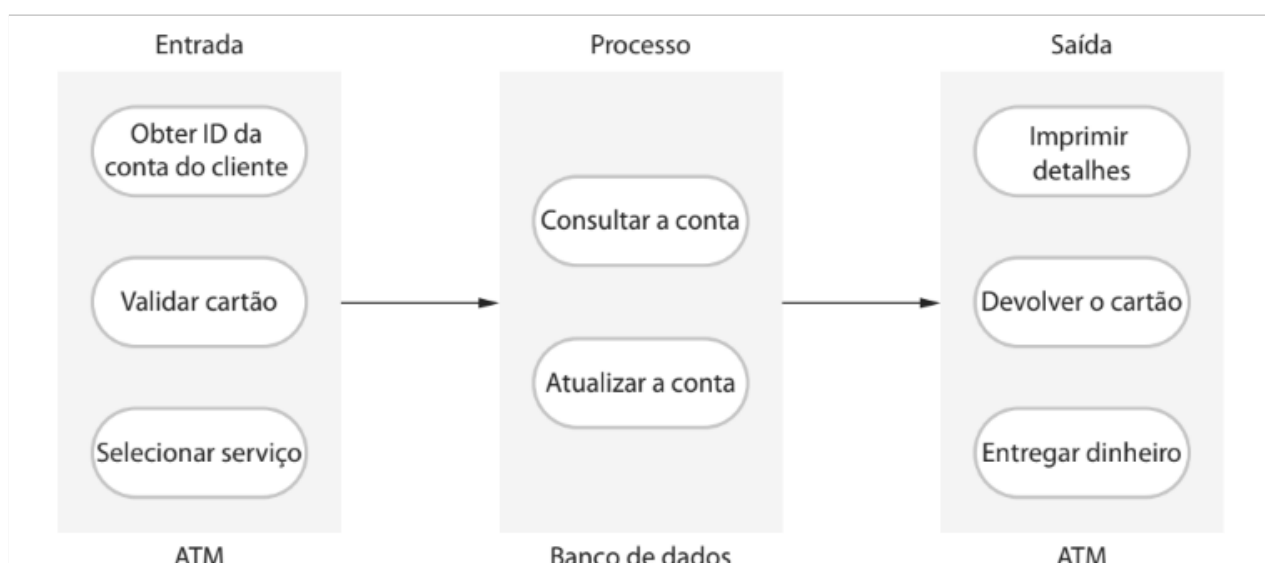 Entrada
Processo
Saída
Obter ID da
conta do cliente
Validar cartão
Selecionar serviço
Consultar a conta
Atualizar a conta
Imprimir
detalhes
Devolver o cartão
Entregar dinheiro
ATM
Banco de dados
ATM